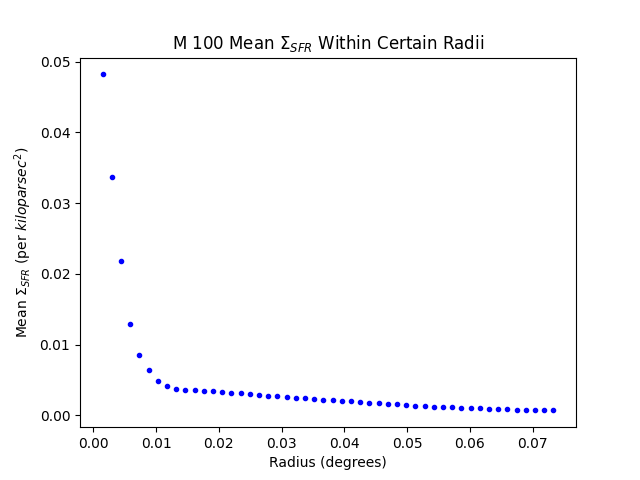 M 100 Mean Σ_SFR Within Certain Radii
Mean Σ_SFR (per kiloparsec²)
0.05
0.04
0.03
0.02
0.01
0.00
0.00 0.01 0.02 0.03 0.04 0.05 0.06 0.07
Radius (degrees)